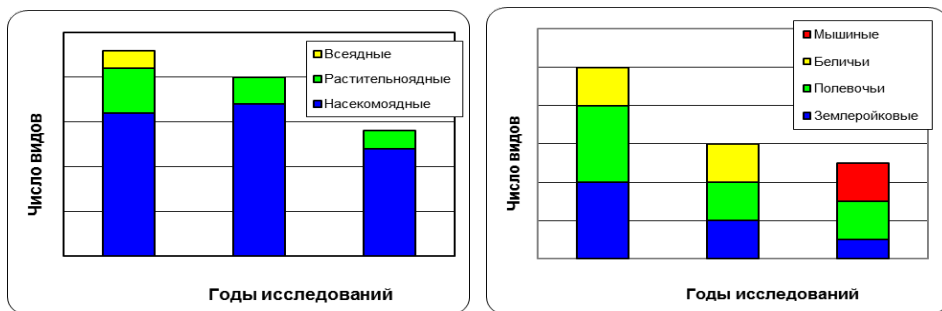 Число видов
Всеядные
Растительноядные
Насекомоядные
Годы исследований
Число видов
Мышиные
Беличьи
Полевочьи
Землеройковые
Годы исследований